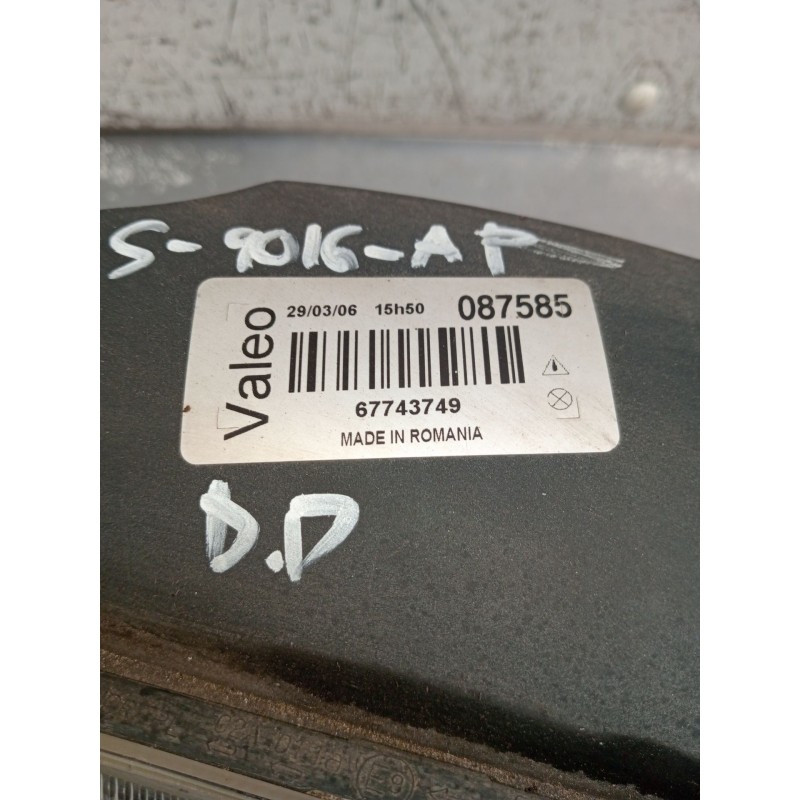 S-9016-AP
Valeo
29/03/06 15h50 087585
67743749
MADE IN ROMANIA
D.D